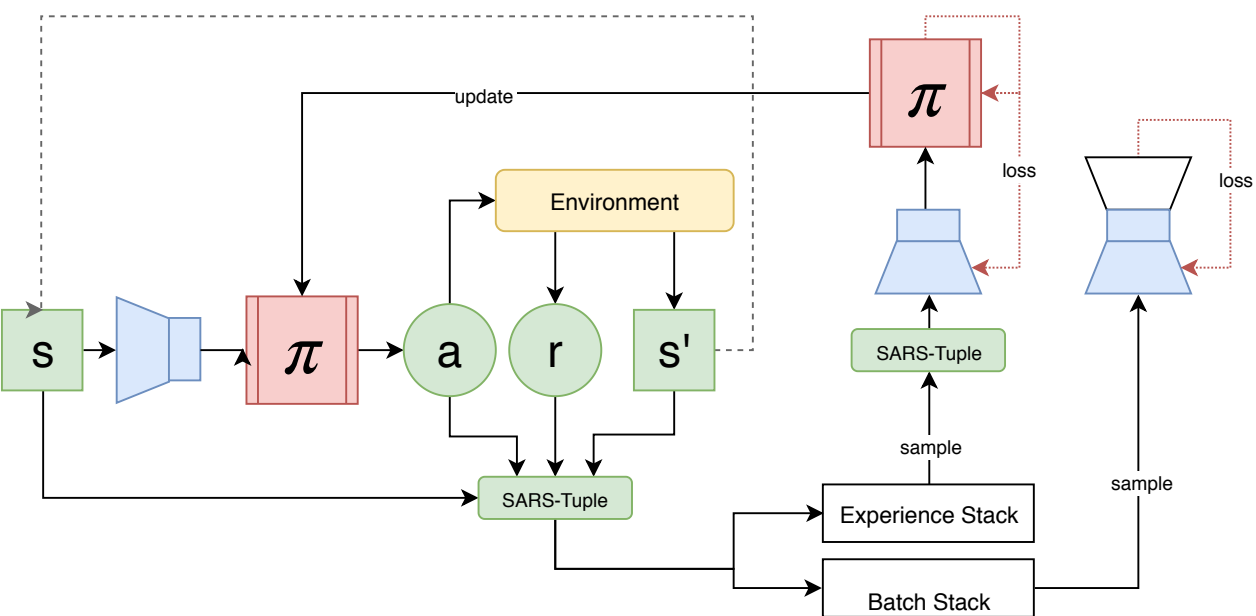 update
π
loss
loss
Environment
s
π
a
r
s'
SARS-Tuple
sample
sample
SARS-Tuple
Experience Stack
Batch Stack